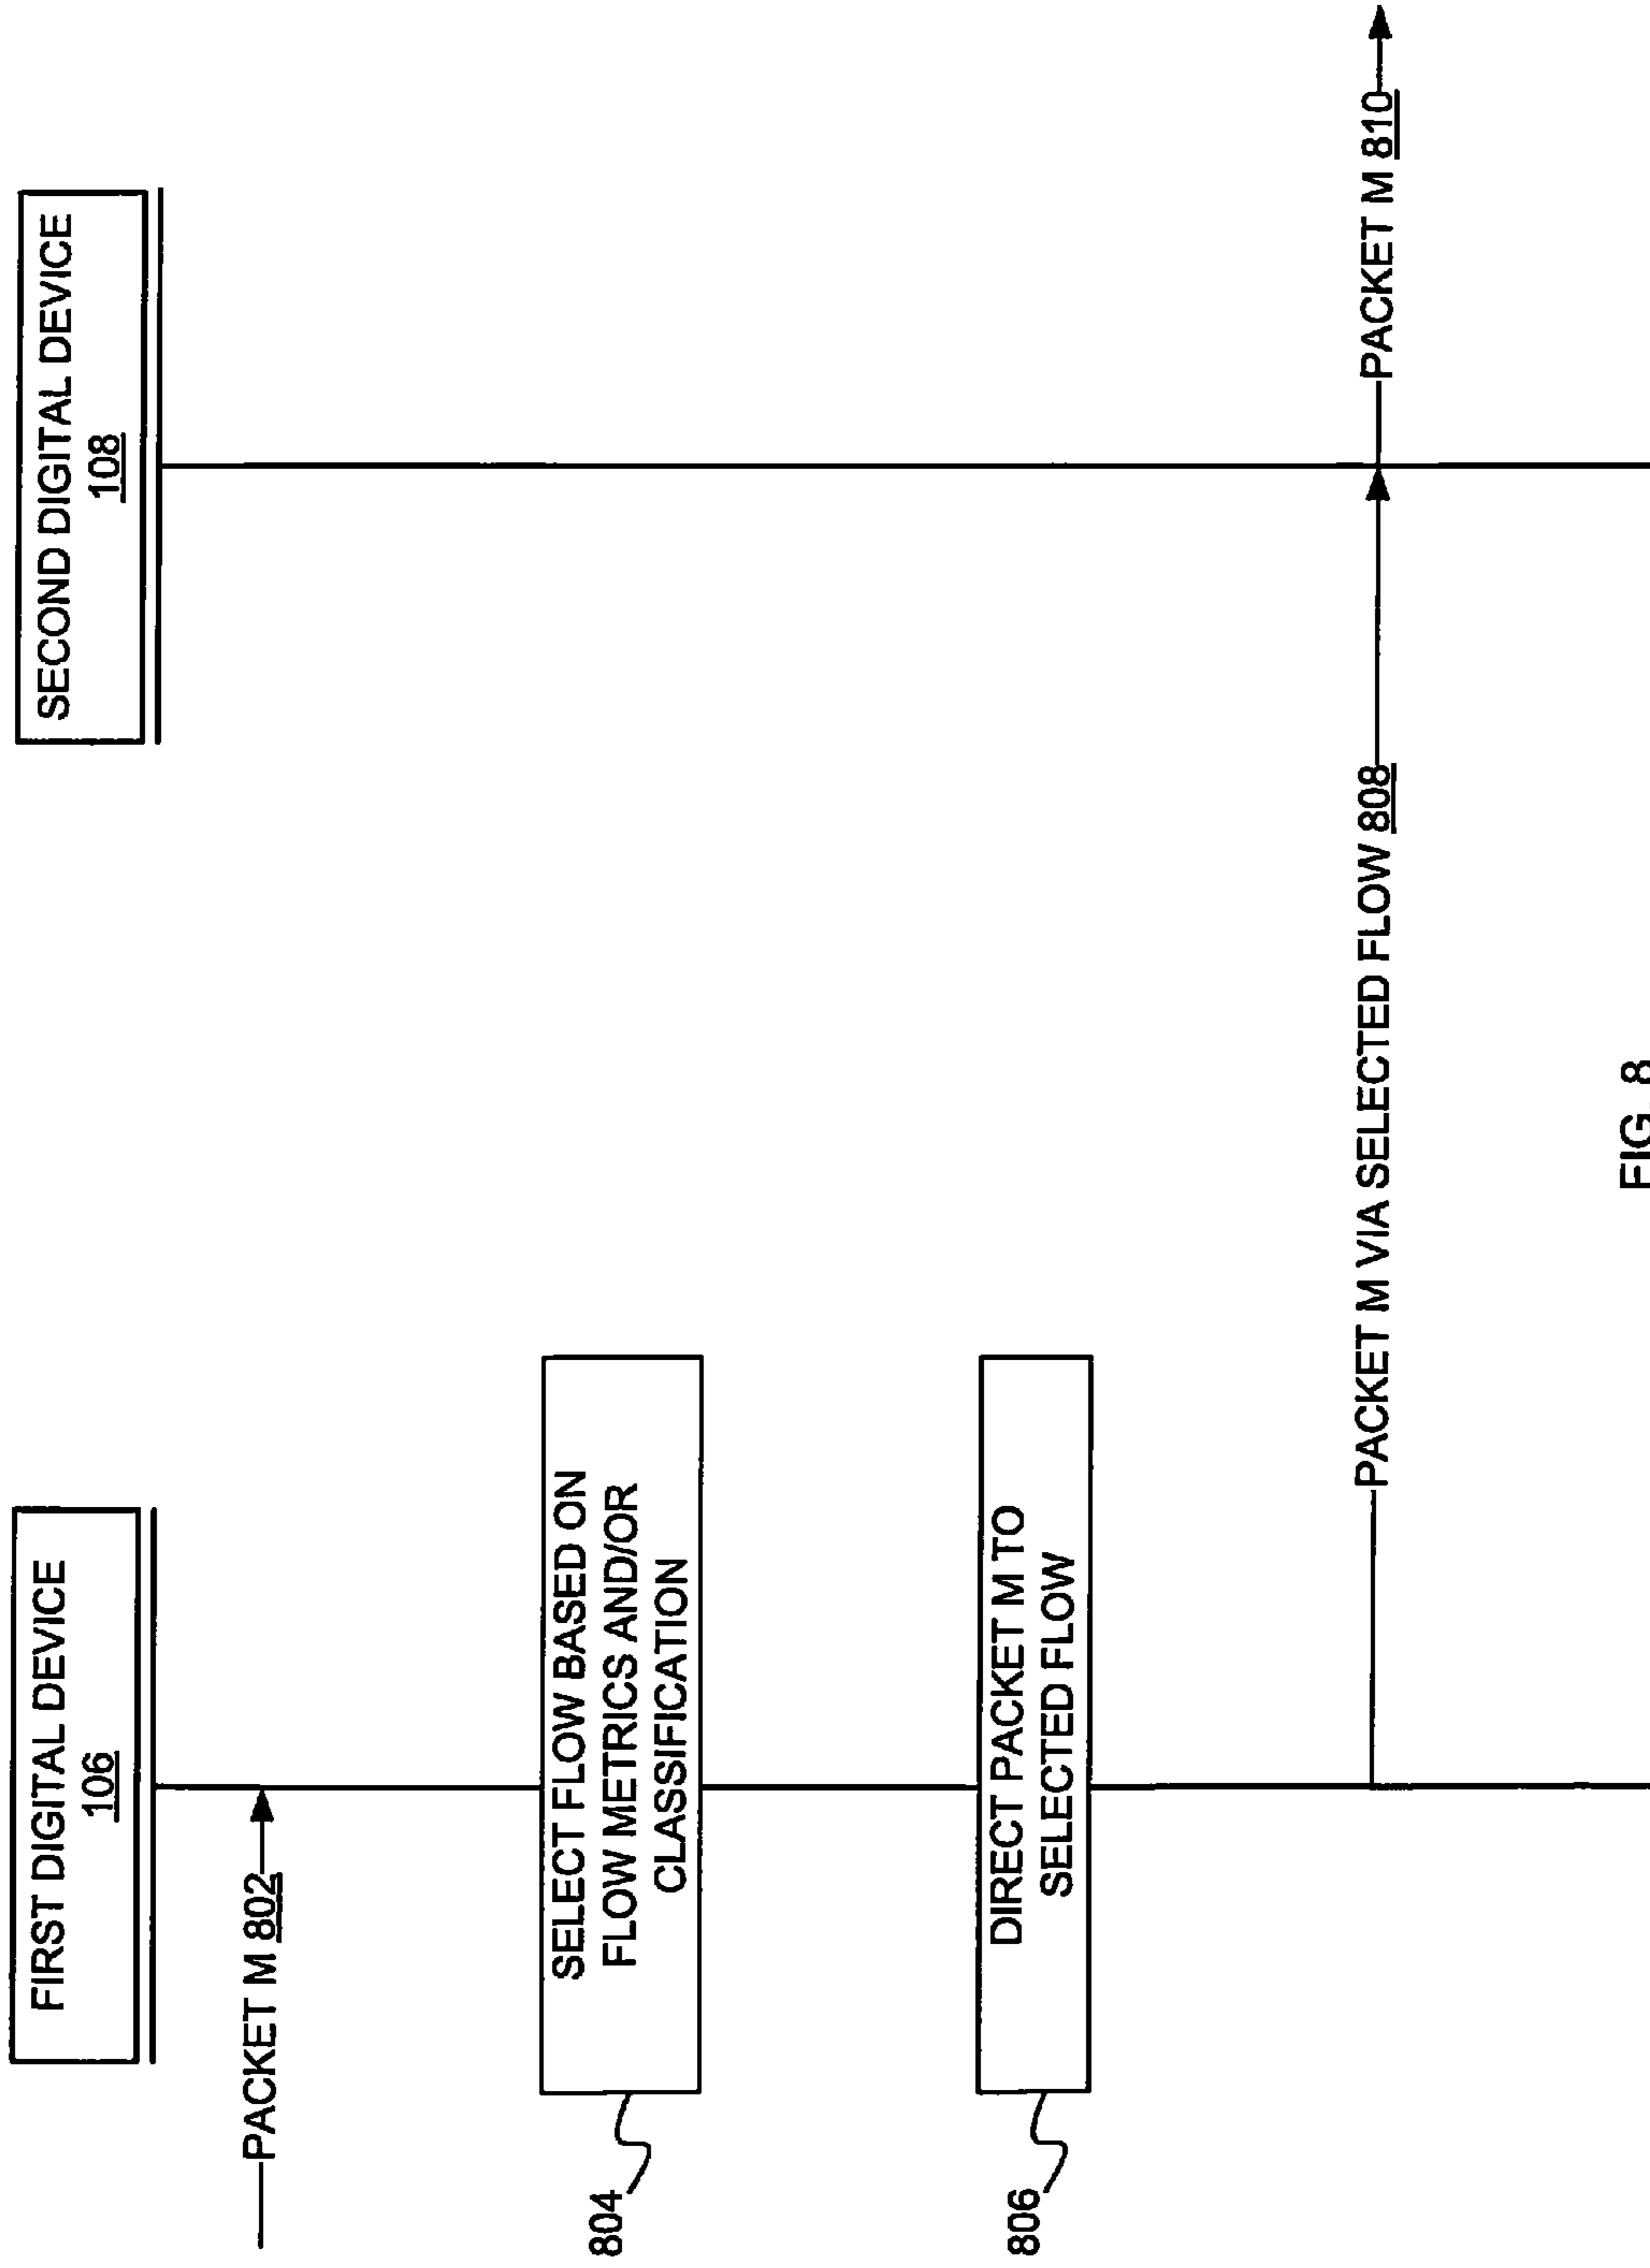 FIRST DIGITAL DEVICE
106
SECOND DIGITAL DEVICE
108
PACKET M 802
804
SELECT FLOW BASED ON
FLOW METRICS AND/OR
CLASSIFICATION
806
DIRECT PACKET M TO
SELECTED FLOW
PACKET M VIA SELECTED FLOW 808
PACKET M 810
FIG. 8